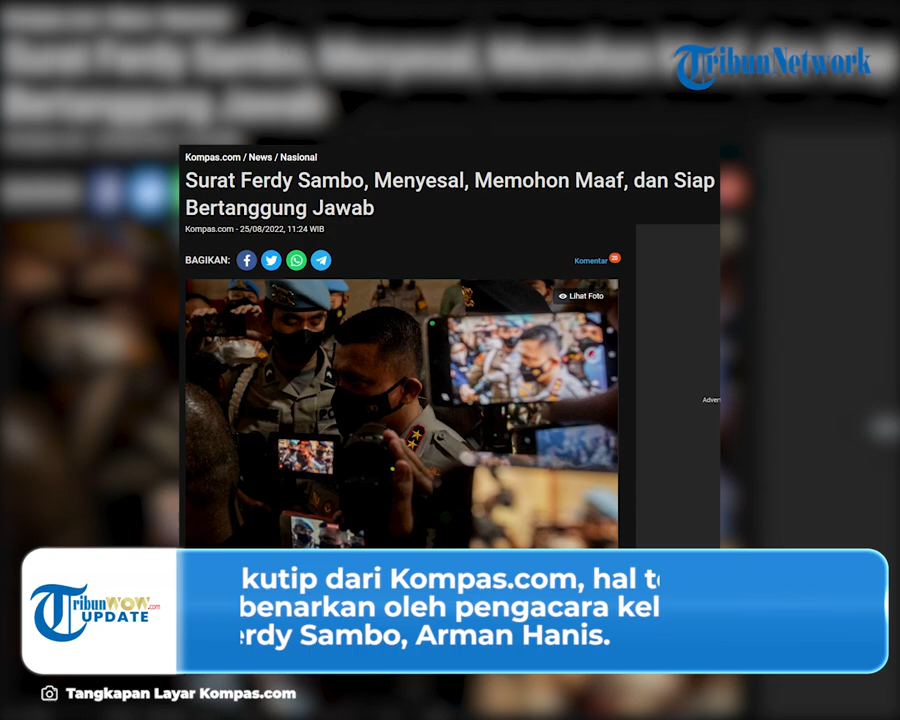 TribunNetwork
Kompas.com / News / Nasional
Surat Ferdy Sambo, Menyesal, Memohon Maaf, dan Siap
Bertanggung Jawab
Kompas.com - 25/08/2022, 11:24 WIB
BAGIKAN:
Komentar
Lihat Foto
Adver
kutip dari Kompas.com, hal t
benarkan oleh pengacara kel
erdy Sambo, Arman Hanis.
TribunWOW.com
UPDATE
Tangkapan Layar Kompas.com